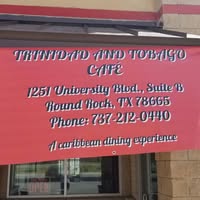 TRINIDAD AND TOBAGO
CAFE
1251 University Blvd., Suite B
Round Rock, TX 78665
Phone: 737-212-0440
A caribbean dining experience
OPEN